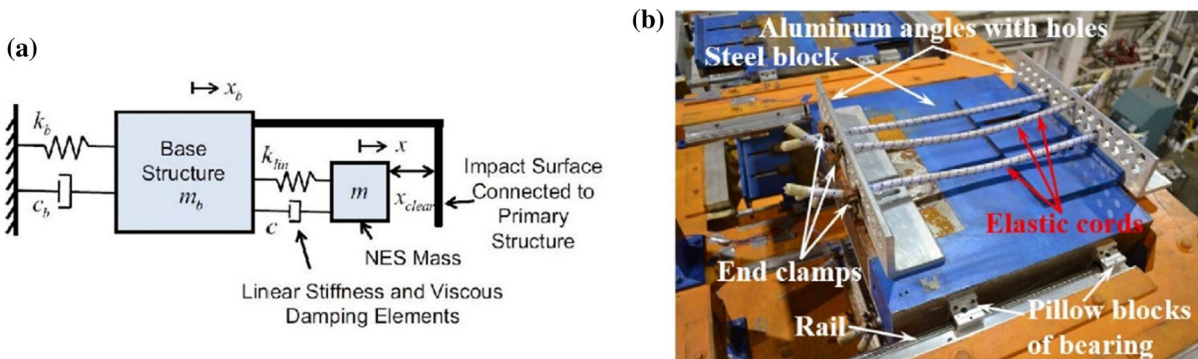 (a)
x_b
k_b
c_b
Base
Structure
m_b
k_lin
c
x
m
x_clear
NES Mass
Impact Surface
Connected to
Primary
Structure
Linear Stiffness and Viscous
Damping Elements
(b)
Aluminum angles with holes
Steel block
Elastic cords
End clamps
Rail
Pillow blocks
of bearing